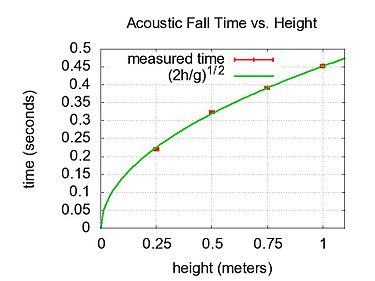 Acoustic Fall Time vs. Height
0.5
0.45
0.4
0.35
0.3
0.25
0.2
0.15
0.1
0.05
0
time (seconds)
measured time
(2h/g)^1/2
0 0.25 0.5 0.75 1
height (meters)